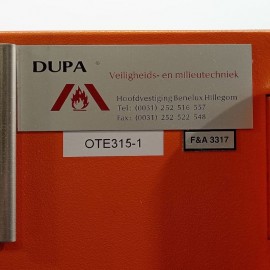 DUPA ®
Veiligheids- en milieutechniek
Hoofdvestiging Benelux Hillegom
Tel: (0031) 252 516 537
Fax: (0031) 252 522 548
OTE315-1
F&A 3317